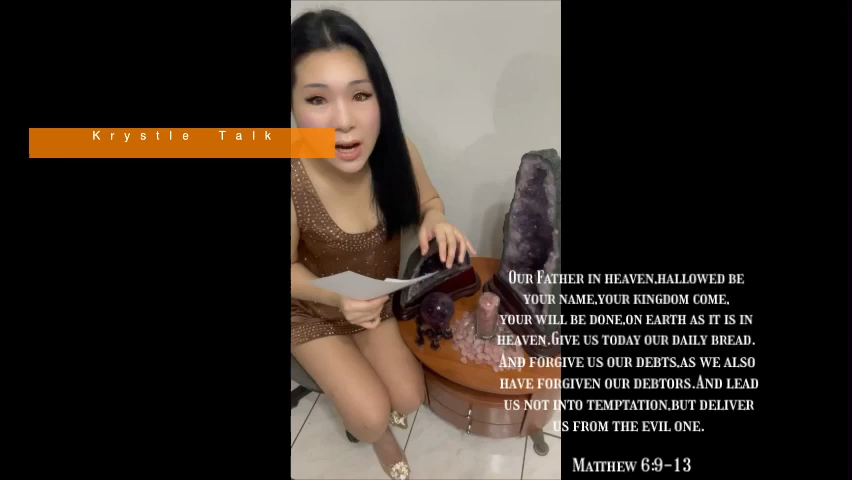 Krystle Talk
Our Father in heaven,hallowed be
your name,your kingdom come,
your will be done,on earth as it is in
heaven.Give us today our daily bread.
And forgive us our debts,as we also
have forgiven our debtors.And lead
us not into temptation,but deliver
us from the evil one.
Matthew 6:9-13